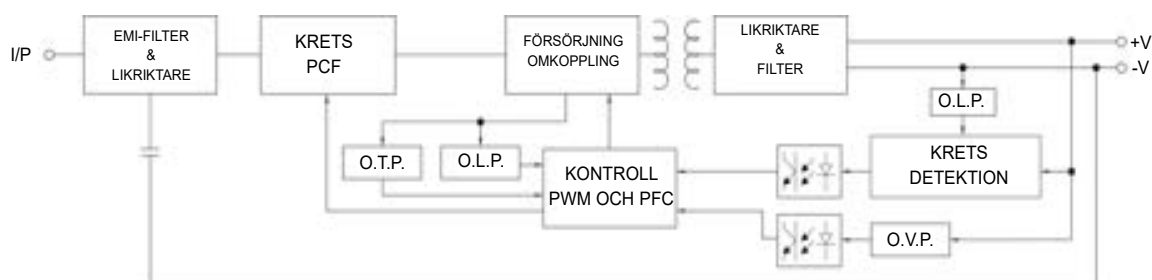 I/P
EMI-FILTER
&
LIKRIKTARE
KRETS
PCF
FÖRSÖRJNING
OMKOPPLING
LIKRIKTARE
&
FILTER
+V
-V
O.L.P.
O.T.P.
O.L.P.
KONTROLL
PWM OCH PFC
KRETS
DETEKTION
O.V.P.